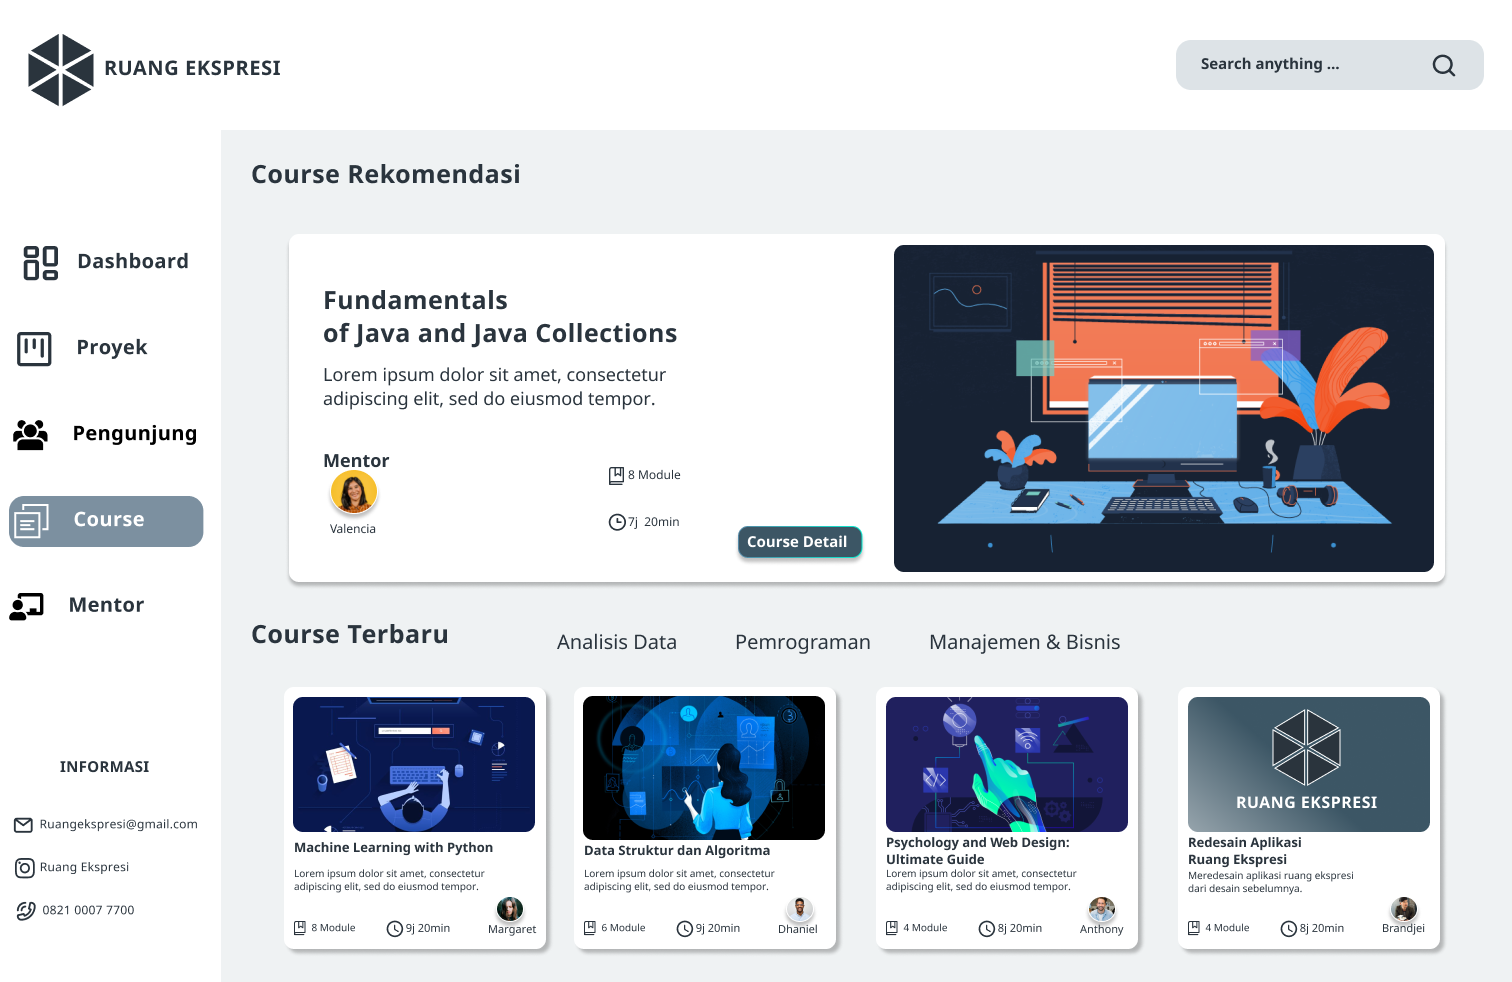 RUANG EKSPRESI
Search anything ...
Dashboard
Proyek
Pengunjung
Course
Mentor
INFORMASI
Ruangekspresi@gmail.com
Ruang Ekspresi
0821 0007 7700
Course Rekomendasi
Fundamentals
of Java and Java Collections
Lorem ipsum dolor sit amet, consectetur
adipiscing elit, sed do eiusmod tempor.
Mentor
Valencia
8 Module
7j 20min
Course Detail
Course Terbaru
Analisis Data
Pemrograman
Manajemen & Bisnis
Machine Learning with Python
Lorem ipsum dolor sit amet, consectetur
adipiscing elit, sed do eiusmod tempor.
8 Module
9j 20min
Margaret
Data Struktur dan Algoritma
Lorem ipsum dolor sit amet, consectetur
adipiscing elit, sed do eiusmod tempor.
6 Module
9j 20min
Dhaniel
Psychology and Web Design:
Ultimate Guide
Lorem ipsum dolor sit amet, consectetur
adipiscing elit, sed do eiusmod tempor.
4 Module
8j 20min
Anthony
RUANG EKSPRESI
Redesain Aplikasi
Ruang Ekspresi
Meredesain aplikasi ruang ekspresi
dari desain sebelumnya.
4 Module
8j 20min
Brandjei